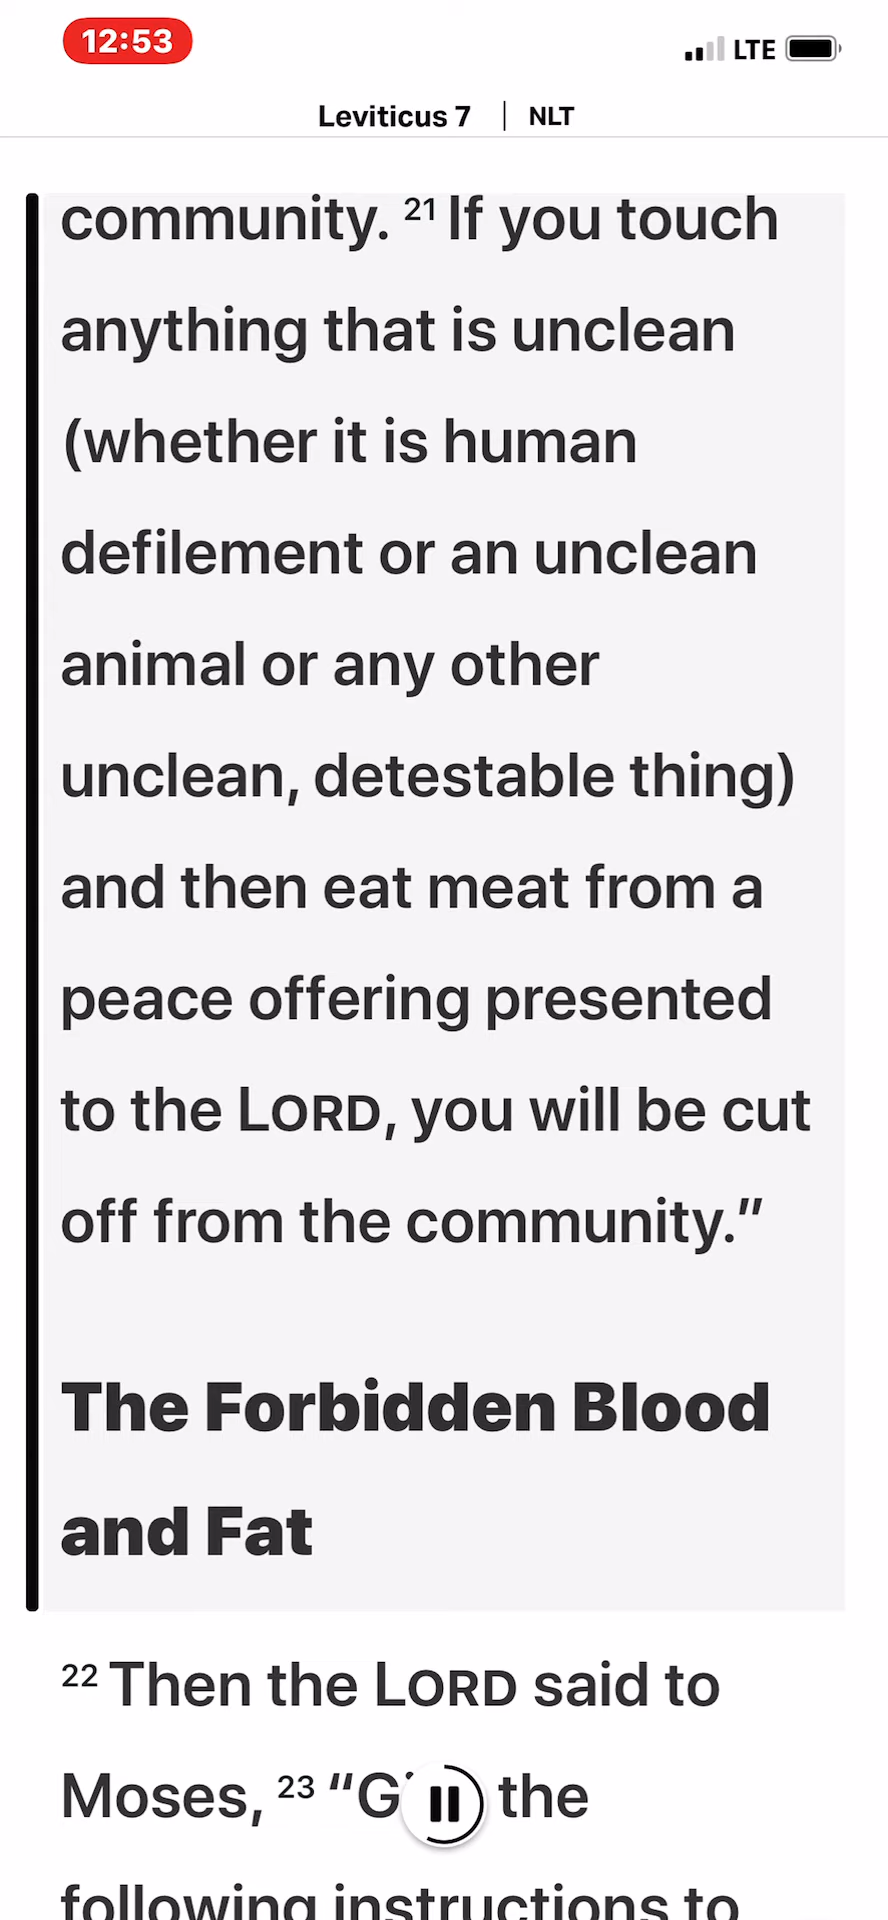 12:53 LTE
Leviticus 7 | NLT
community. 21 If you touch
anything that is unclean
(whether it is human
defilement or an unclean
animal or any other
unclean, detestable thing)
and then eat meat from a
peace offering presented
to the LORD, you will be cut
off from the community.”
The Forbidden Blood
and Fat
22 Then the LORD said to
Moses, 23 “G the
following instructions to